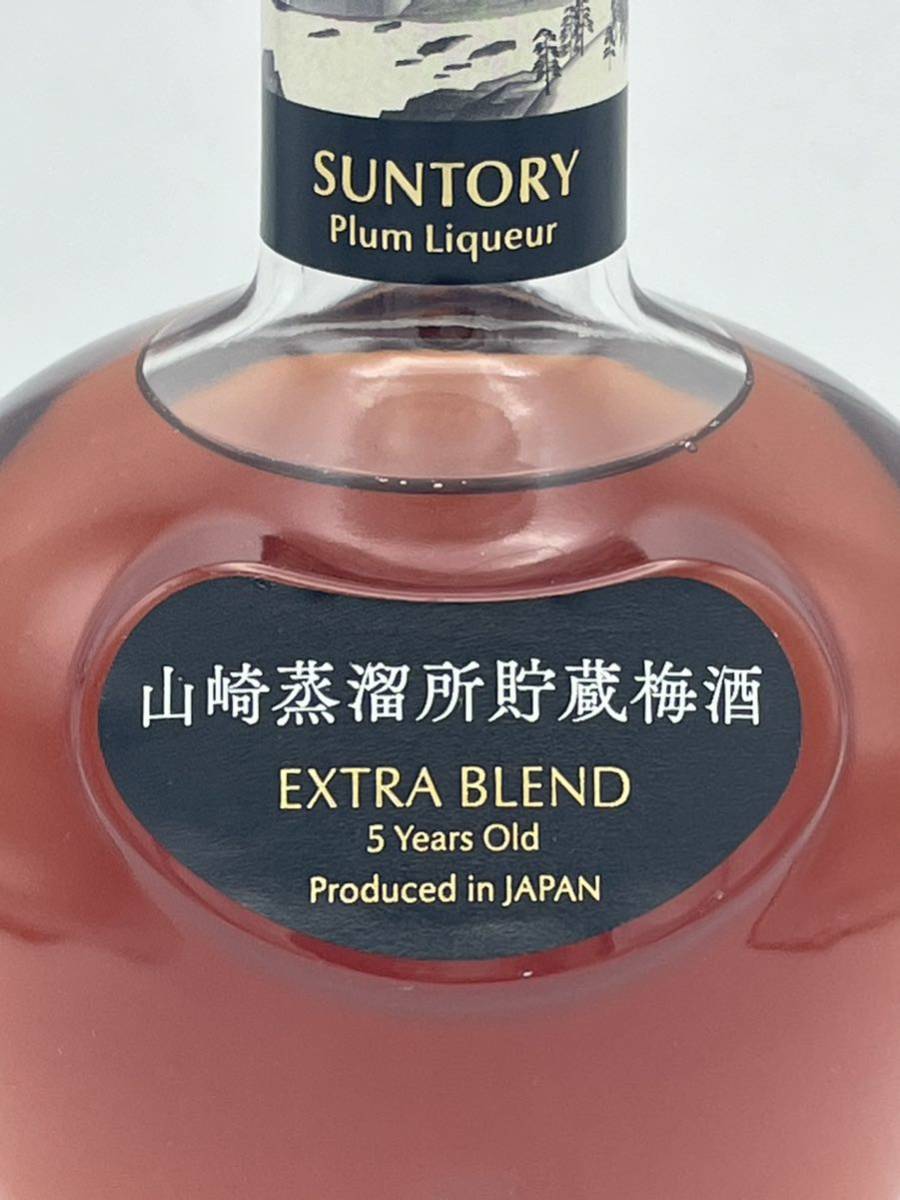 SUNTORY
Plum Liqueur
山崎蒸溜所貯蔵梅酒
EXTRA BLEND
5 Years Old
Produced in JAPAN